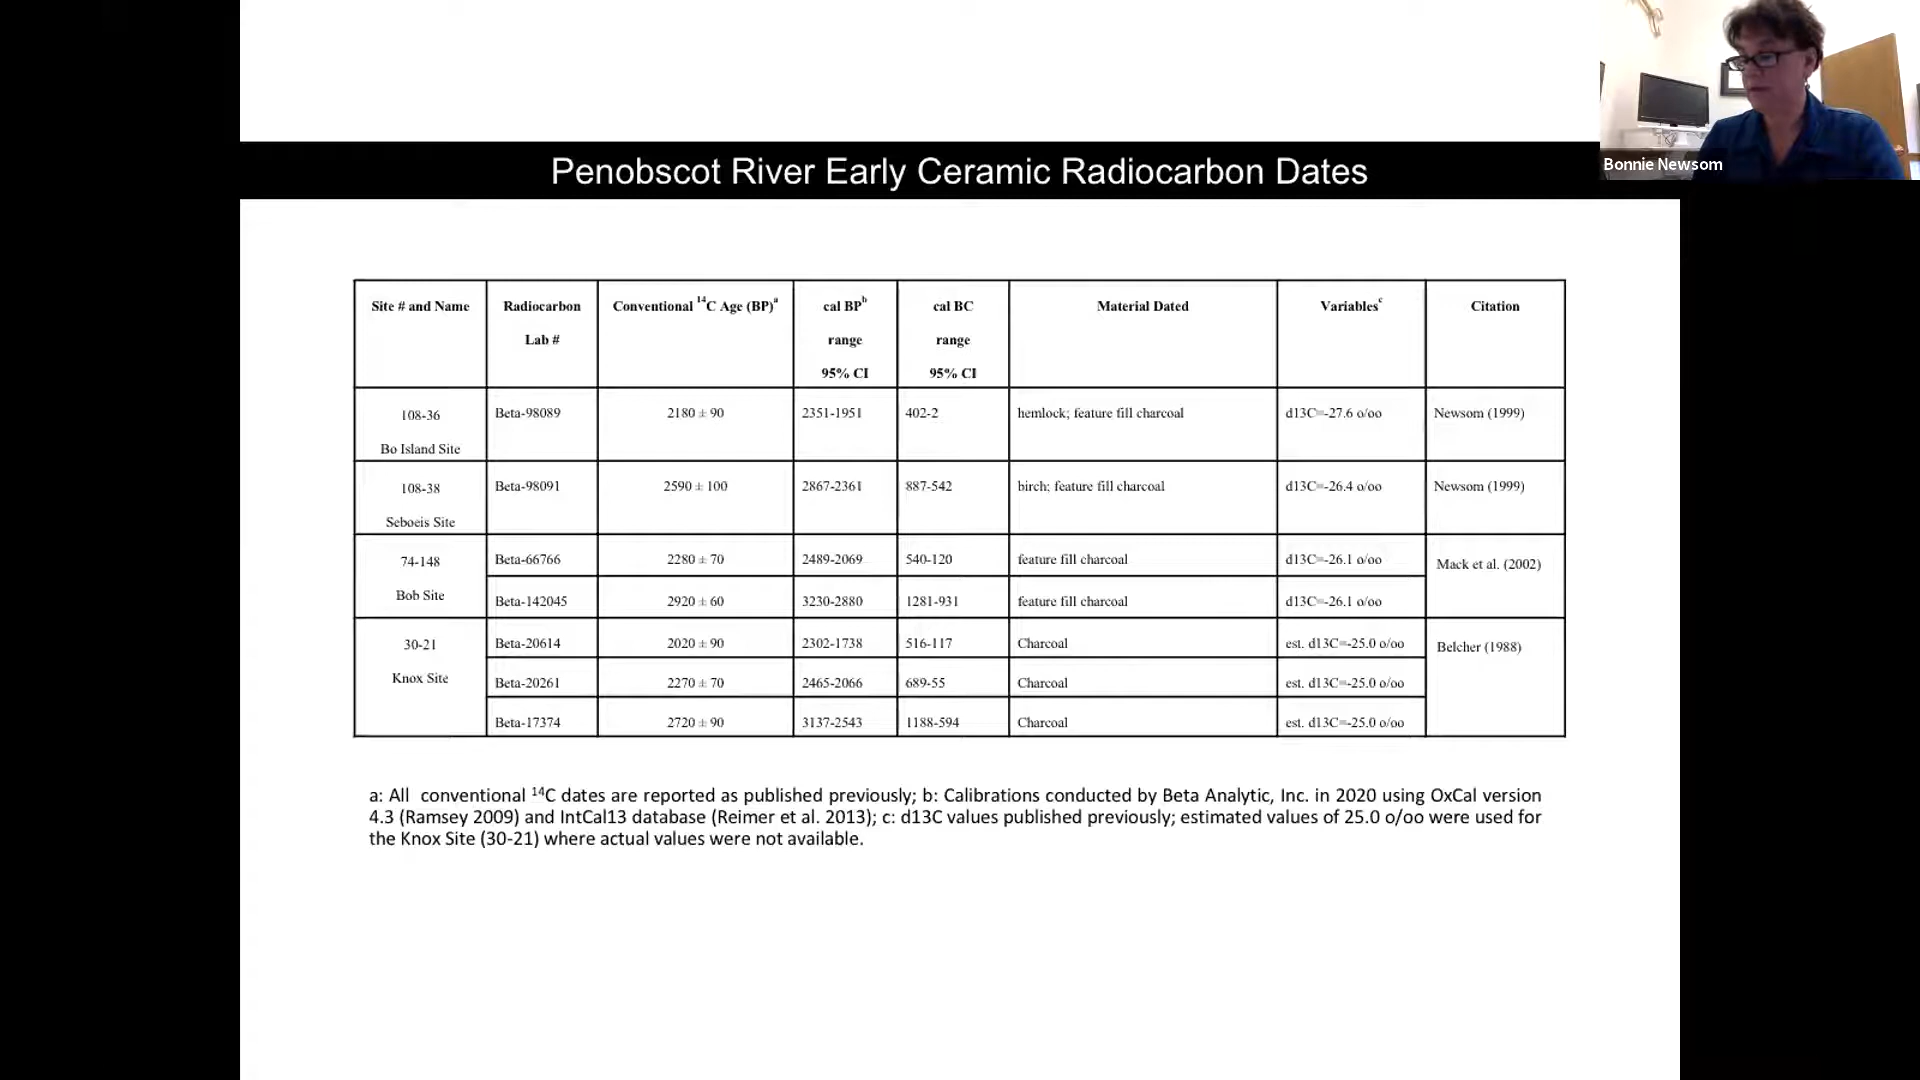 Bonnie Newsom
Penobscot River Early Ceramic Radiocarbon Dates
Site # and Name
Radiocarbon
Lab #
Conventional 14C Age (BP)a
cal BPb
range
95% CI
cal BC
range
95% CI
Material Dated
Variablesc
Citation
108-36
Bo Island Site
Beta-98089
2180 ± 90
2351-1951
402-2
hemlock; feature fill charcoal
d13C=-27.6 o/oo
Newsom (1999)
108-38
Seboeis Site
Beta-98091
2590 ± 100
2867-2361
887-542
birch; feature fill charcoal
d13C=-26.4 o/oo
Newsom (1999)
74-148
Bob Site
Beta-66766
2280 ± 70
2489-2069
540-120
feature fill charcoal
d13C=-26.1 o/oo
Mack et al. (2002)
Beta-142045
2920 ± 60
3230-2880
1281-931
feature fill charcoal
d13C=-26.1 o/oo
30-21
Knox Site
Beta-20614
2020 ± 90
2302-1738
516-117
Charcoal
est. d13C=-25.0 o/oo
Belcher (1988)
Beta-20261
2270 ± 70
2465-2066
689-55
Charcoal
est. d13C=-25.0 o/oo
Beta-17374
2720 ± 90
3137-2543
1188-594
Charcoal
est. d13C=-25.0 o/oo
a: All conventional 14C dates are reported as published previously; b: Calibrations conducted by Beta Analytic, Inc. in 2020 using OxCal version
4.3 (Ramsey 2009) and IntCal13 database (Reimer et al. 2013); c: d13C values published previously; estimated values of 25.0 o/oo were used for
the Knox Site (30-21) where actual values were not available.